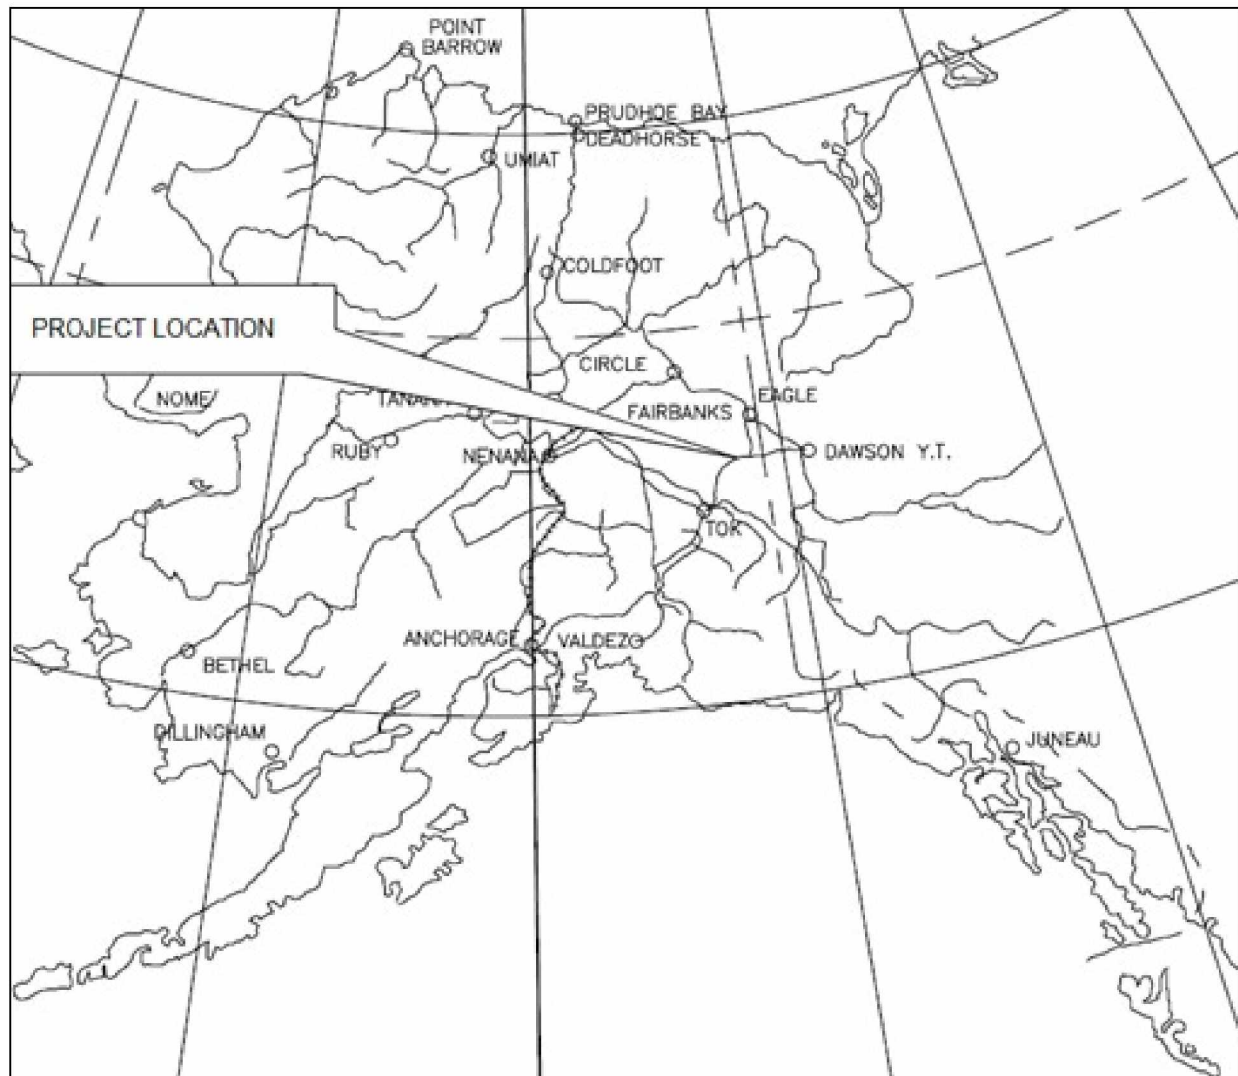 POINT
BARROW
PRUDHOE BAY
DEADHORSE
UMIAT
COLDFOOT
PROJECT LOCATION
CIRCLE
EAGLE
NOME
FAIRBANKS
RUBY
NENANA
DAWSON Y.T.
TOK
ANCHORAGE
VALDEZ
BETHEL
DILLINGHAM
JUNEAU